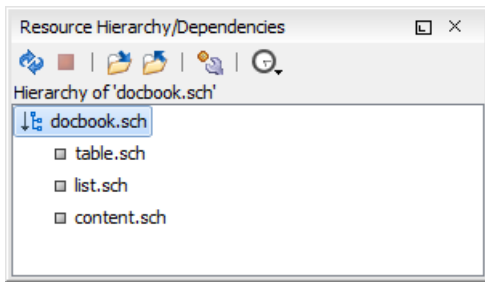 Resource Hierarchy/Dependencies
Hierarchy of 'docbook.sch'
docbook.sch
table.sch
list.sch
content.sch